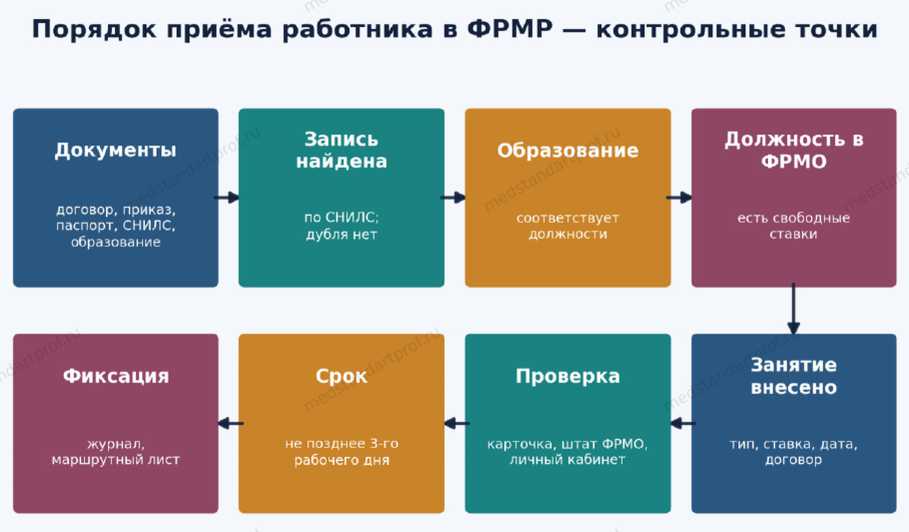 Порядок приёма работника в ФРМР — контрольные точки
Документы
договор, приказ,
паспорт, СНИЛС,
образование
Запись
найдена
по СНИЛС;
дубля нет
Образование
соответствует
должности
Должность в
ФРМО
есть свободные
ставки
Занятие
внесено
тип, ставка, дата,
договор
Проверка
карточка, штат ФРМО,
личный кабинет
Срок
не позднее 3-го
рабочего дня
Фиксация
журнал,
маршрутный лист
medstandartprof.ru